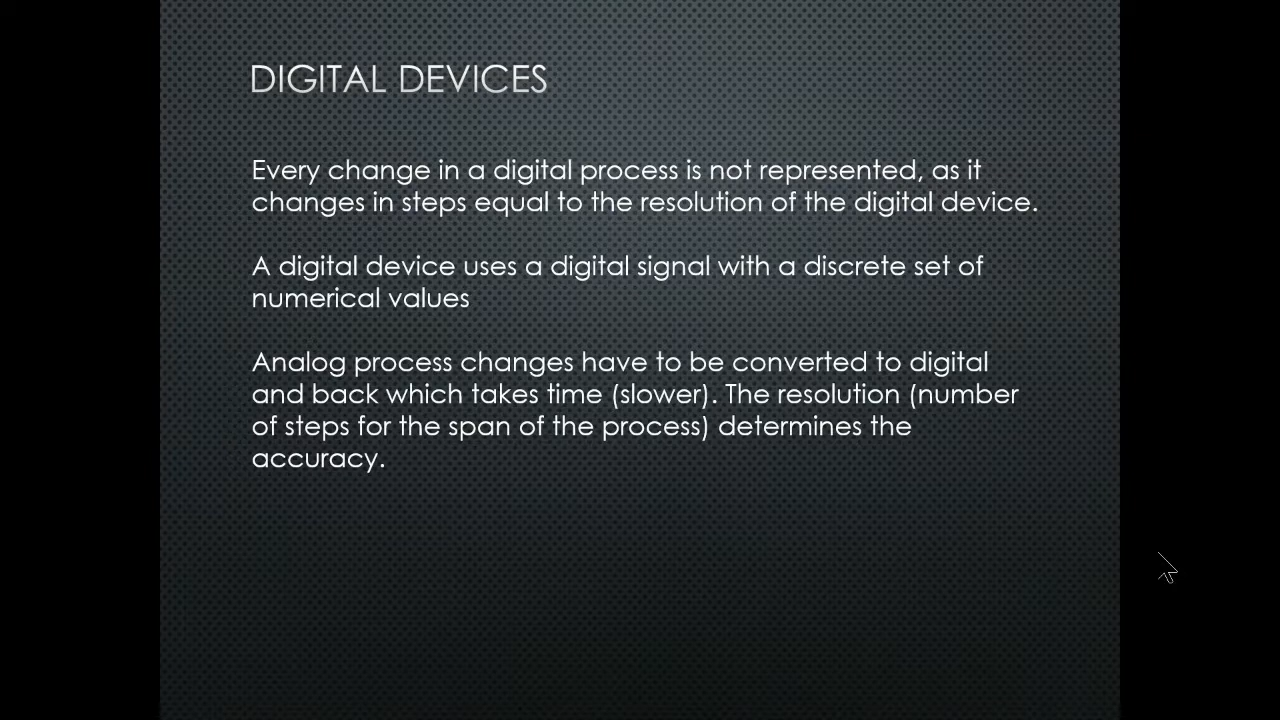 DIGITAL DEVICES
Every change in a digital process is not represented, as it
changes in steps equal to the resolution of the digital device.
A digital device uses a digital signal with a discrete set of
numerical values
Analog process changes have to be converted to digital
and back which takes time (slower). The resolution (number
of steps for the span of the process) determines the
accuracy.